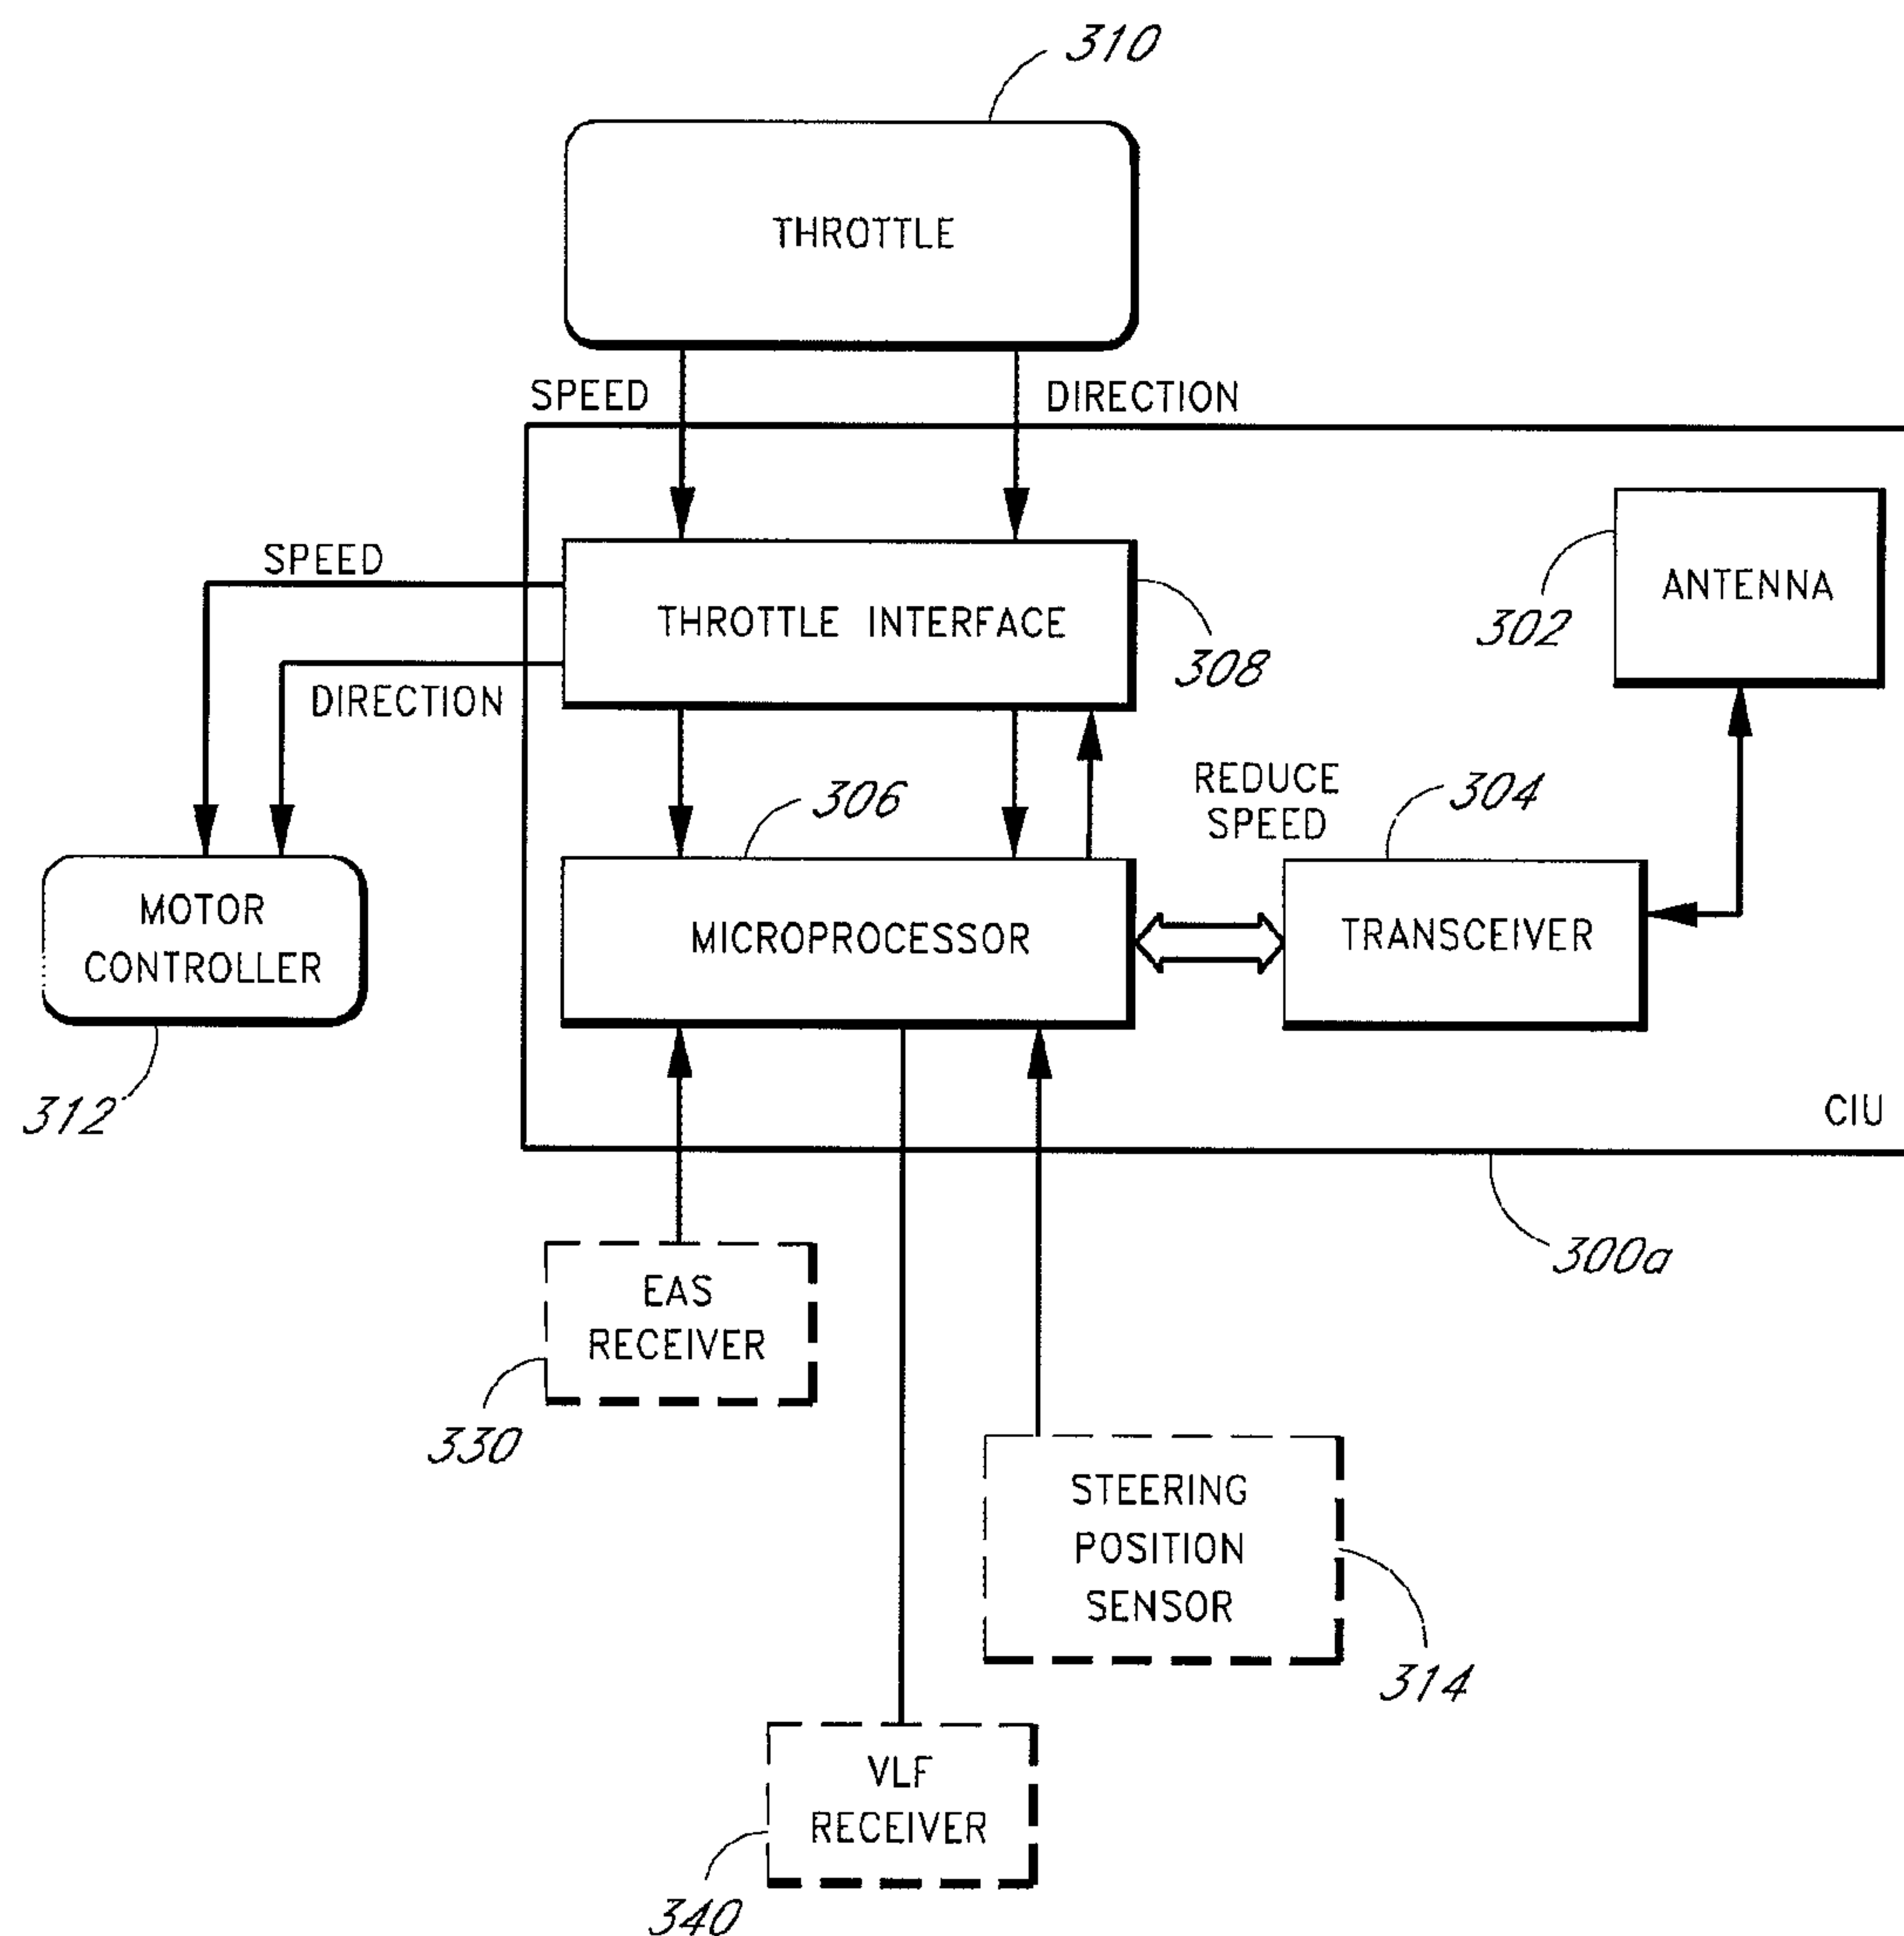 310
THROTTLE
SPEED
DIRECTION
SPEED
THROTTLE INTERFACE
ANTENNA
302
308
DIRECTION
REDUCE
SPEED
306
304
MOTOR
CONTROLLER
MICROPROCESSOR
TRANSCEIVER
312
CIU
300a
EAS
RECEIVER
330
STEERING
POSITION
SENSOR
314
VLF
RECEIVER
340